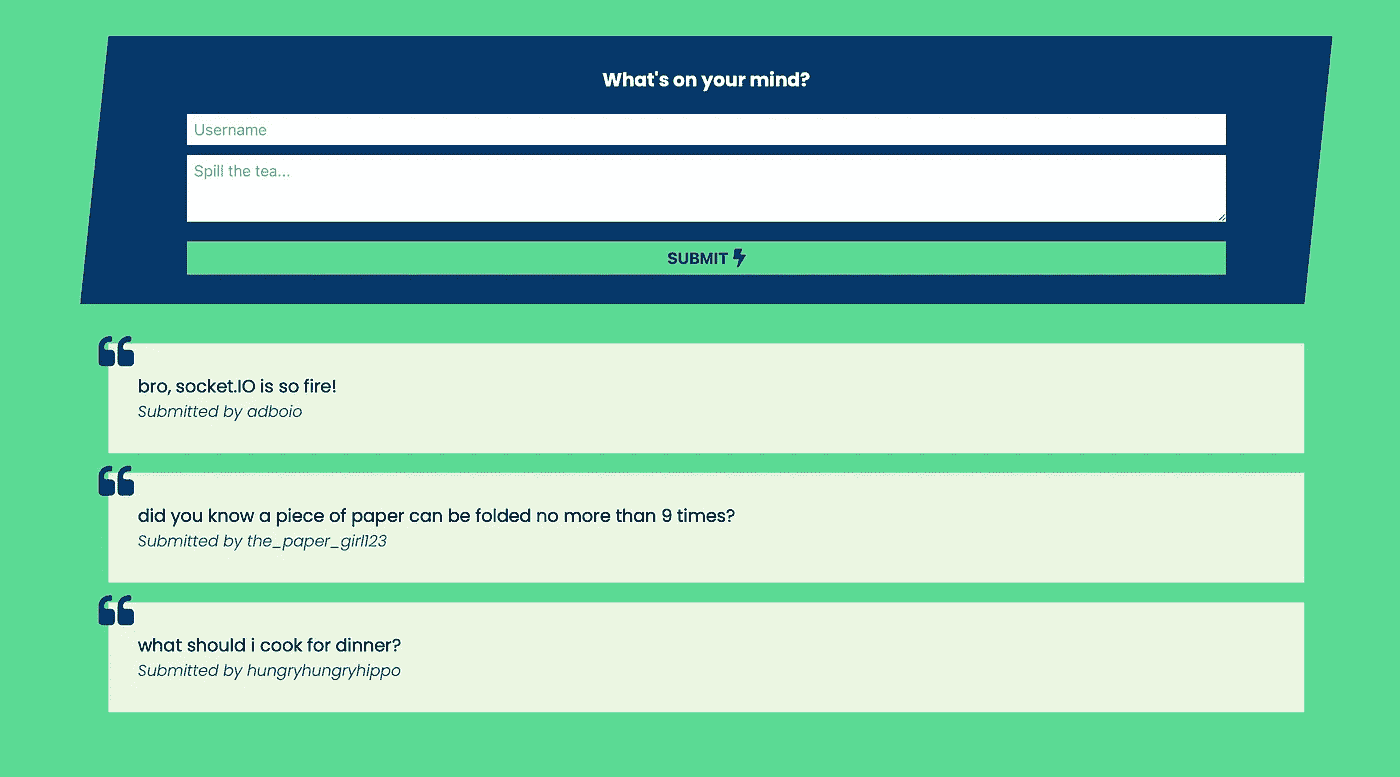 What's on your mind?
Username
Spill the tea...
SUBMIT
bro, socket.IO is so fire!
Submitted by adboio
did you know a piece of paper can be folded no more than 9 times?
Submitted by the_paper_girl123
what should i cook for dinner?
Submitted by hungryhungryhippo